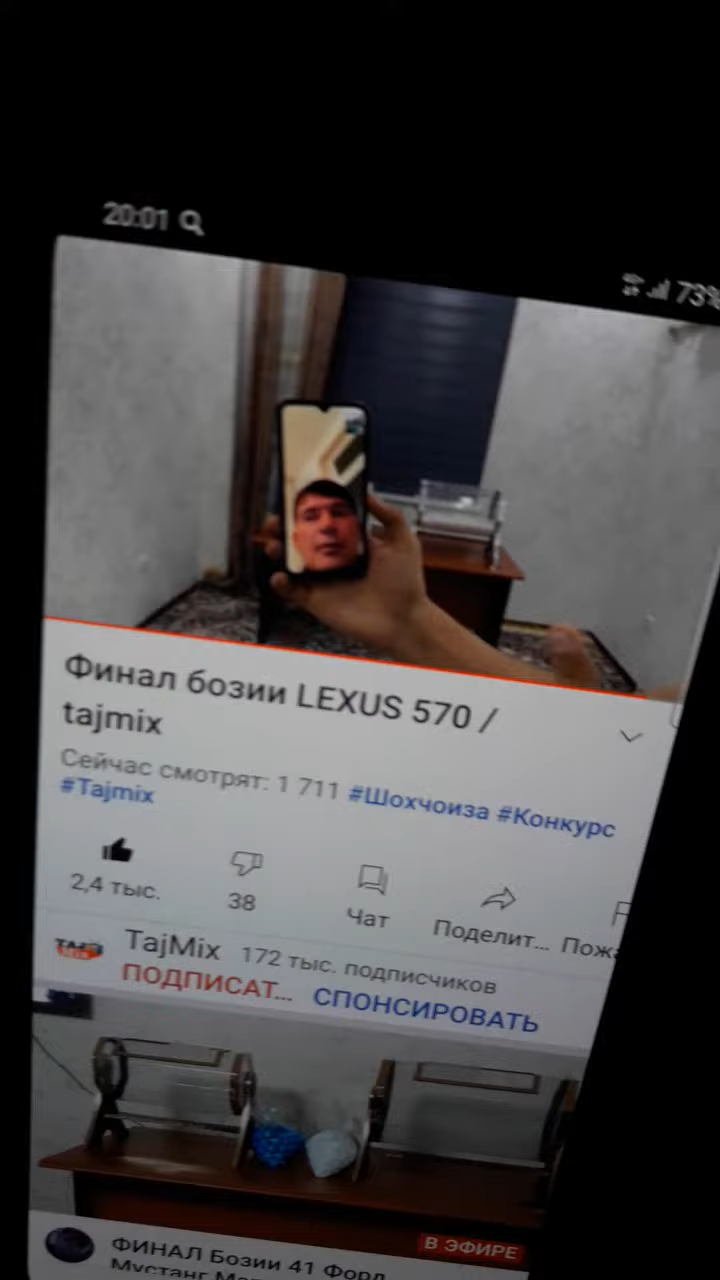 20:01
73%
Финал бозии LEXUS 570 /
tajmix
Сейчас смотрят: 1 711 #Шохчоиза #Конкурс
#Tajmix
2,4 тыс.
38
Чат
Поделит...
TajMix 172 тыс. подписчиков
ПОДПИСАТ... СПОНСИРОВАТЬ
В ЭФИРЕ
ФИНАЛ Бозии 41 Форд
Мустанг